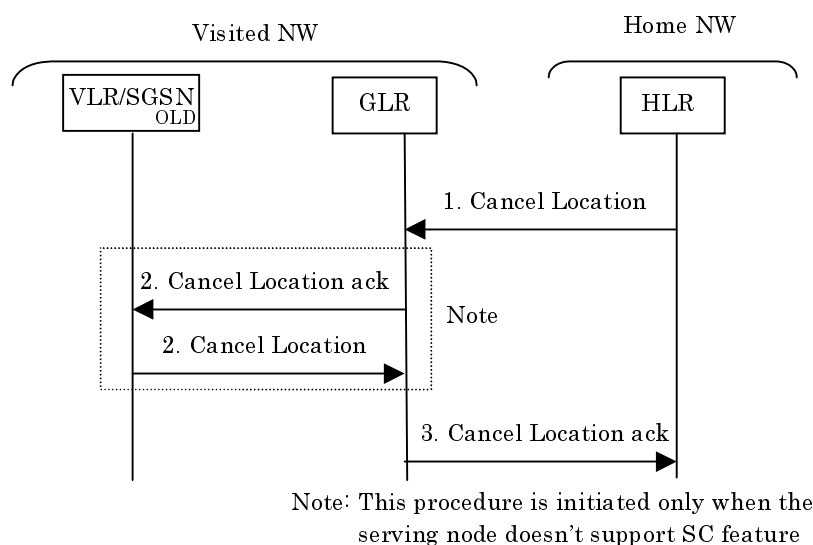 Visited NW
Home NW
VLR/SGSN
OLD
GLR
HLR
1. Cancel Location
2. Cancel Location ack
Note
2. Cancel Location
3. Cancel Location ack
Note: This procedure is initiated only when the
serving node doesn't support SC feature